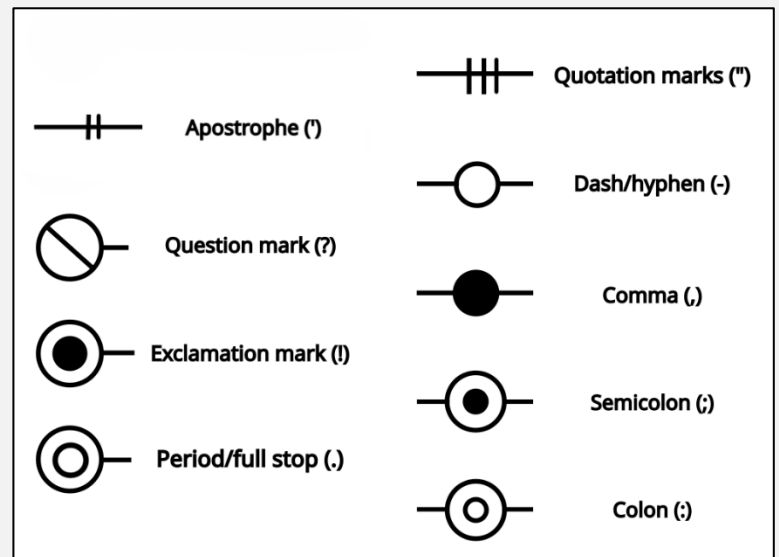 Apostrophe (')
Question mark (?)
Exclamation mark (!)
Period/full stop (.)
Quotation marks (")
Dash/hyphen (-)
Comma (,)
Semicolon (;)
Colon (:)